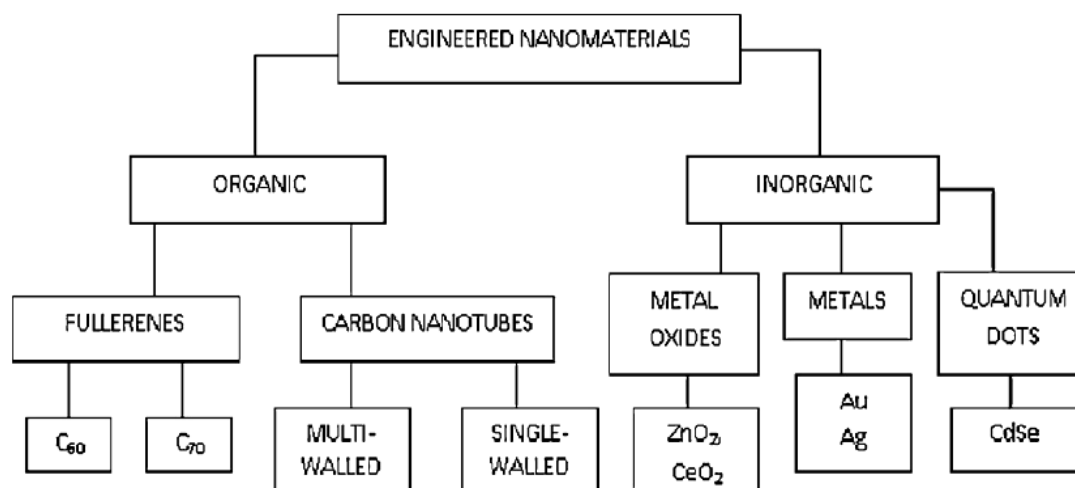 ENGINEERED NANOMATERIALS
ORGANIC
INORGANIC
FULLERENES
CARBON NANOTUBES
METAL
OXIDES
METALS
QUANTUM
DOTS
C₆₀
C₇₀
MULTI-
WALLED
SINGLE-
WALLED
ZnO₂,
CeO₂
Au
Ag
CdSe